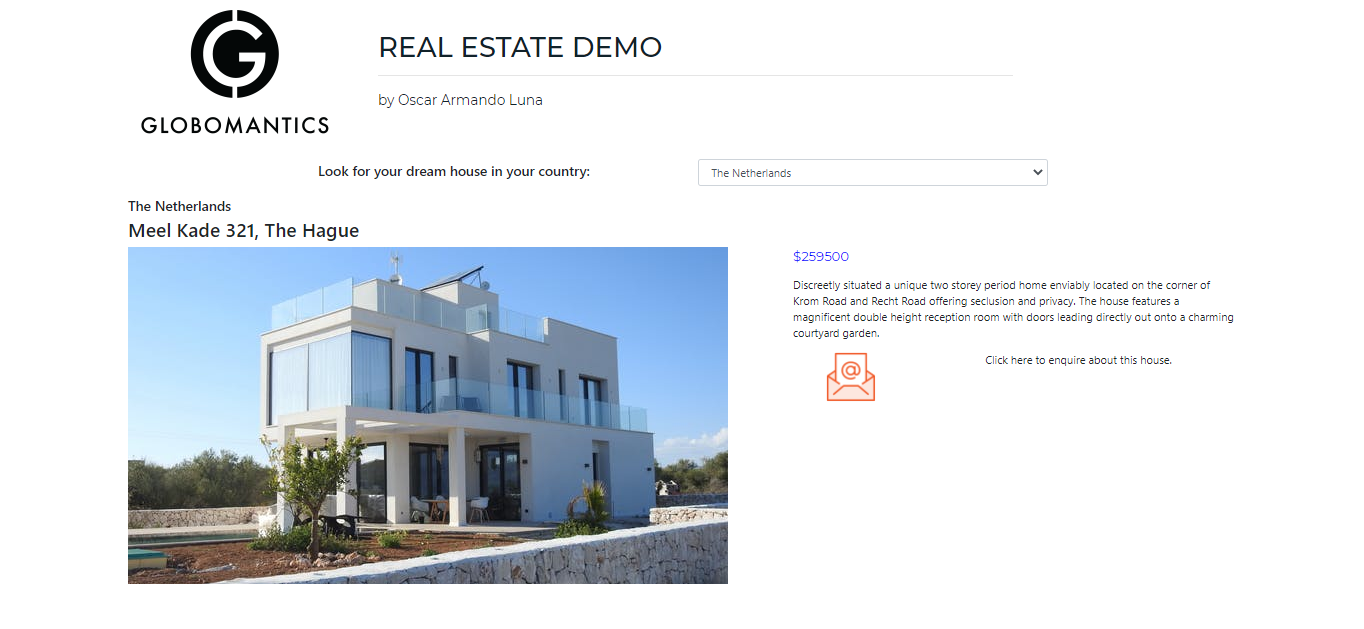 REAL ESTATE DEMO
by Oscar Armando Luna
GLOBOMANTICS
Look for your dream house in your country:
The Netherlands
The Netherlands
Meel Kade 321, The Hague
$259500
Discreetly situated a unique two storey period home enviably located on the corner of
Krom Road and Recht Road offering seclusion and privacy. The house features a
magnificent double height reception room with doors leading directly out onto a charming
courtyard garden.
@
Click here to enquire about this house.